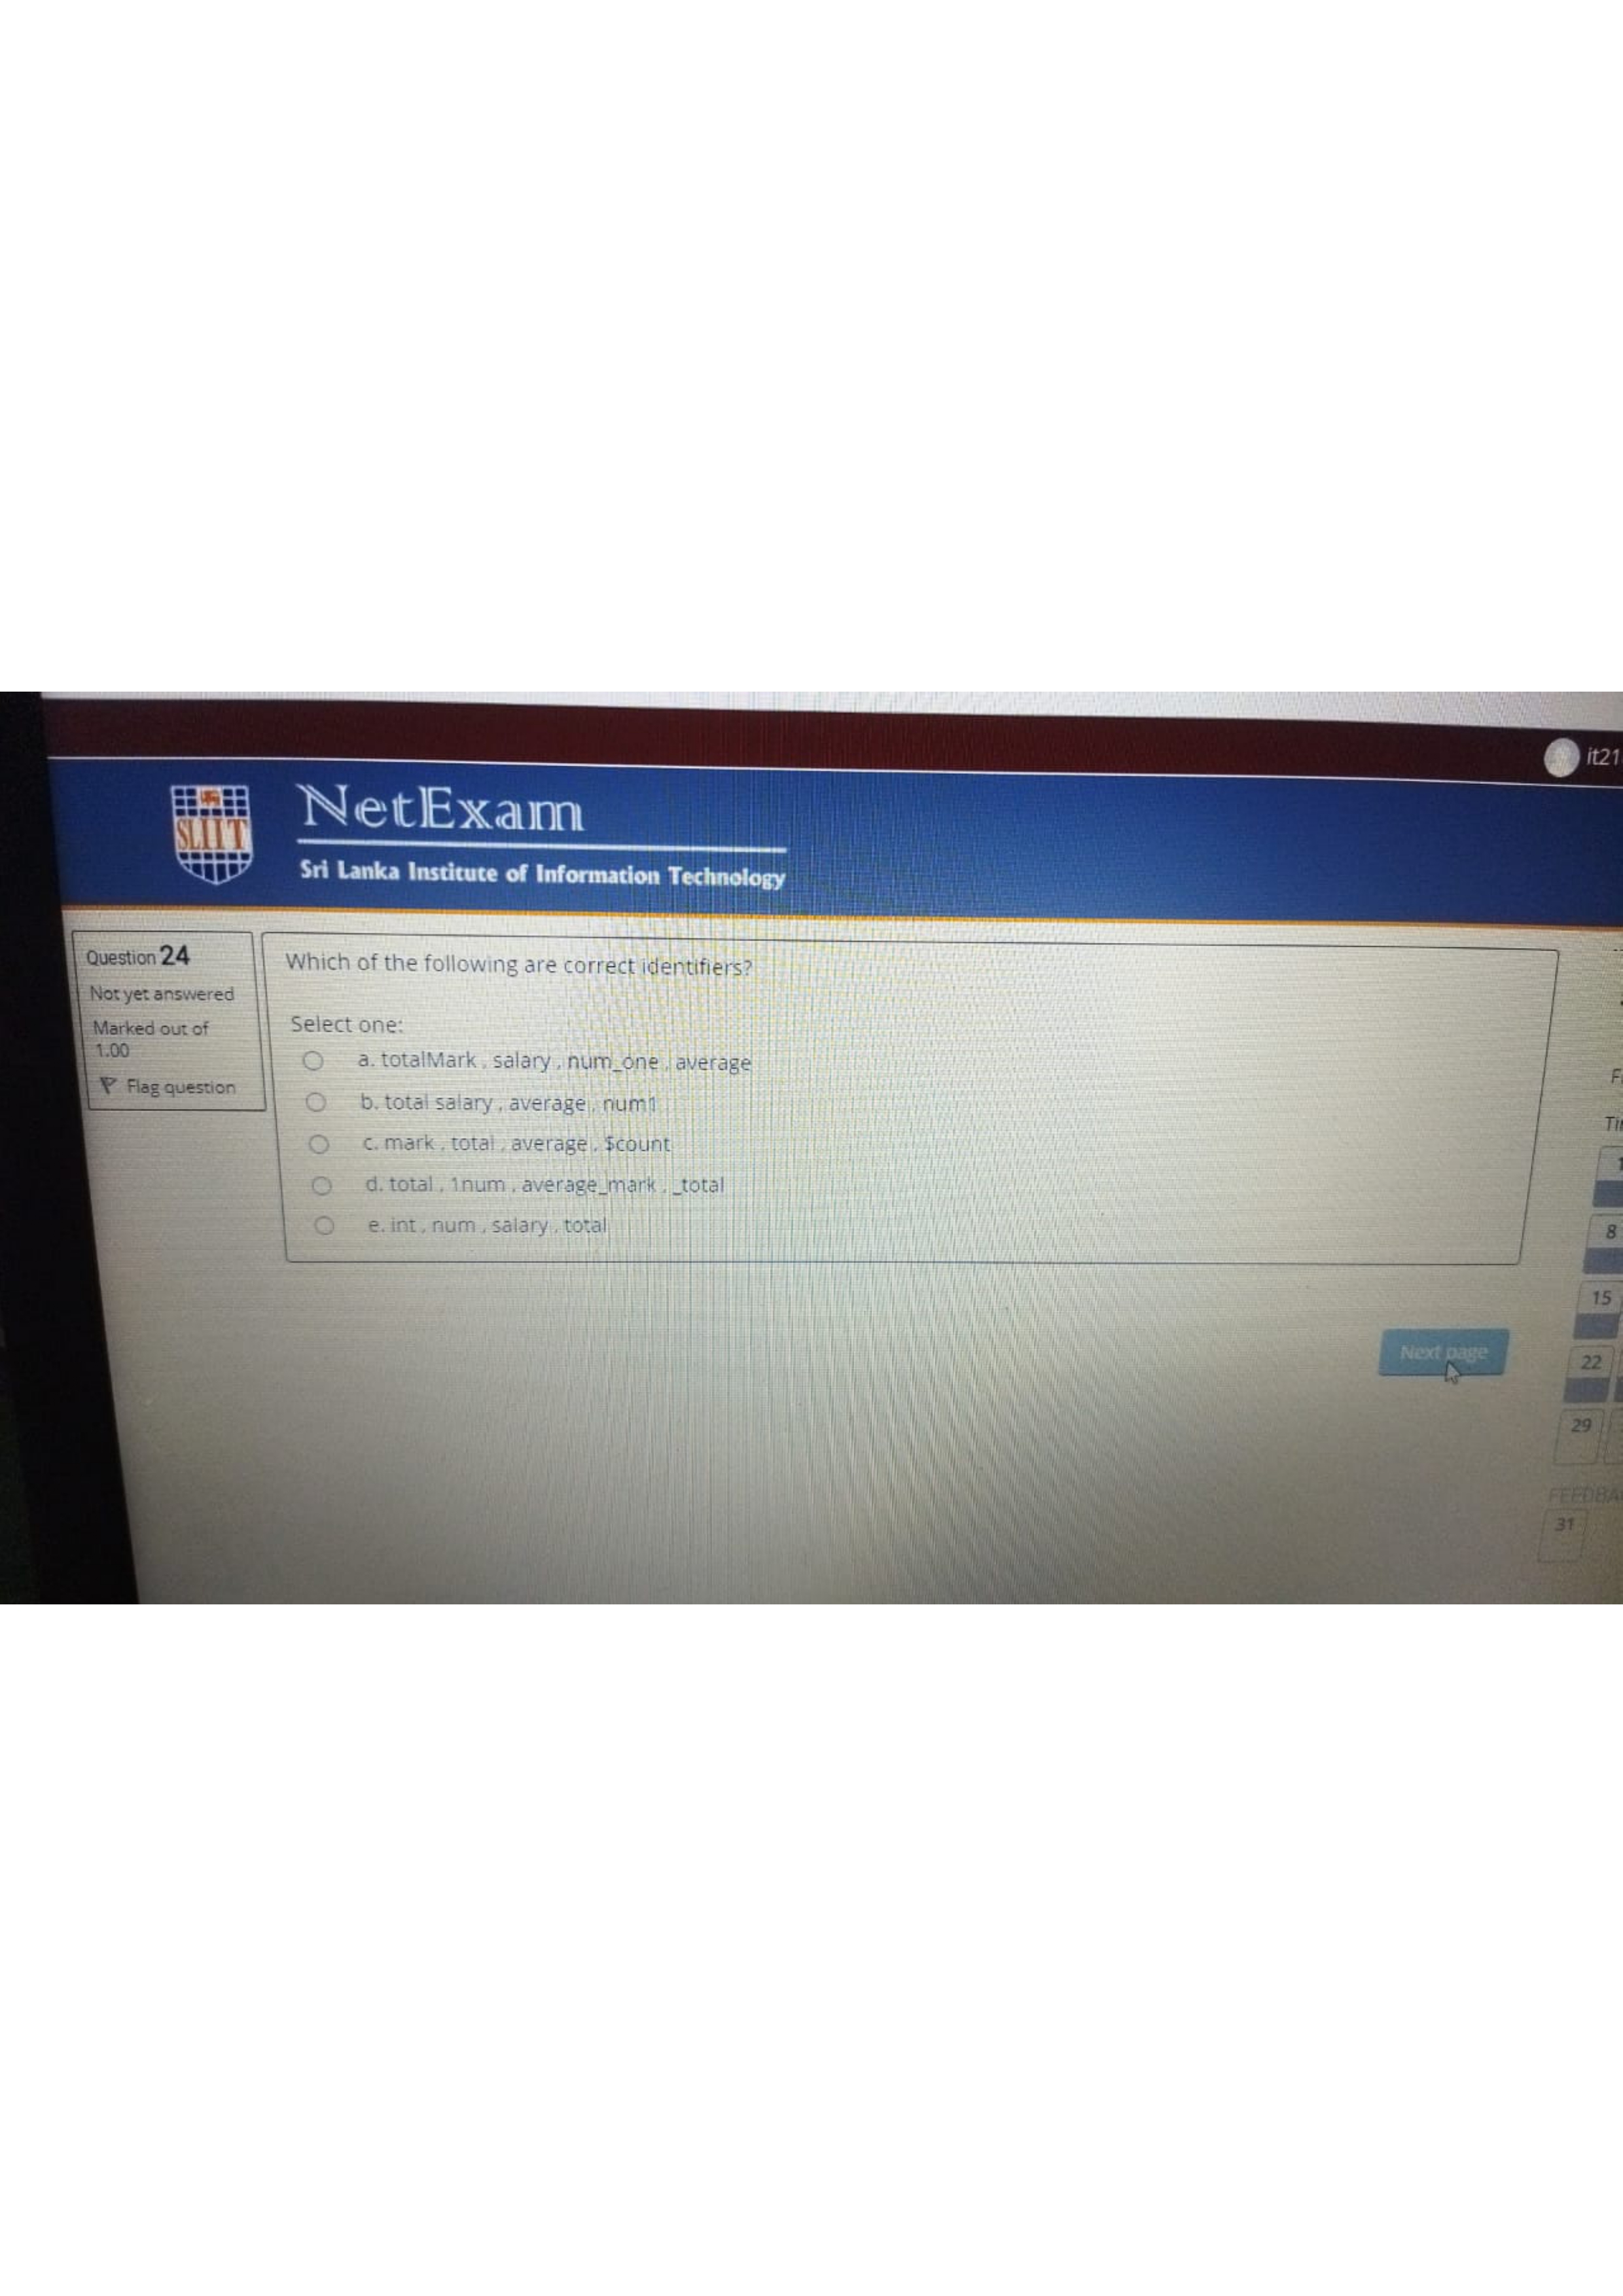 it21
SLIIT
NetExam
Sri Lanka Institute of Information Technology
Question 24
Not yet answered
Marked out of
1.00
Flag question
Which of the following are correct identifiers?
Select one:
a. totalMark , salary , num_one , average
b. total salary , average , num1
c. mark , total , average , $count
d. total , 1num , average_mark , _total
e. int , num , salary , total
Next page
8
15
22
29
FEEDBA
31